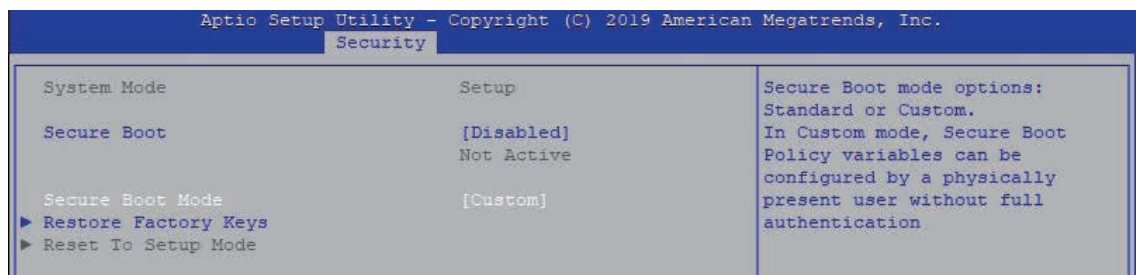 Aptio Setup Utility - Copyright (C) 2019 American Megatrends, Inc.
Security
System Mode Setup
Secure Boot [Disabled]
Not Active
Secure Boot Mode [Custom]
► Restore Factory Keys
► Reset To Setup Mode
Secure Boot mode options:
Standard or Custom.
In Custom mode, Secure Boot
Policy variables can be
configured by a physically
present user without full
authentication